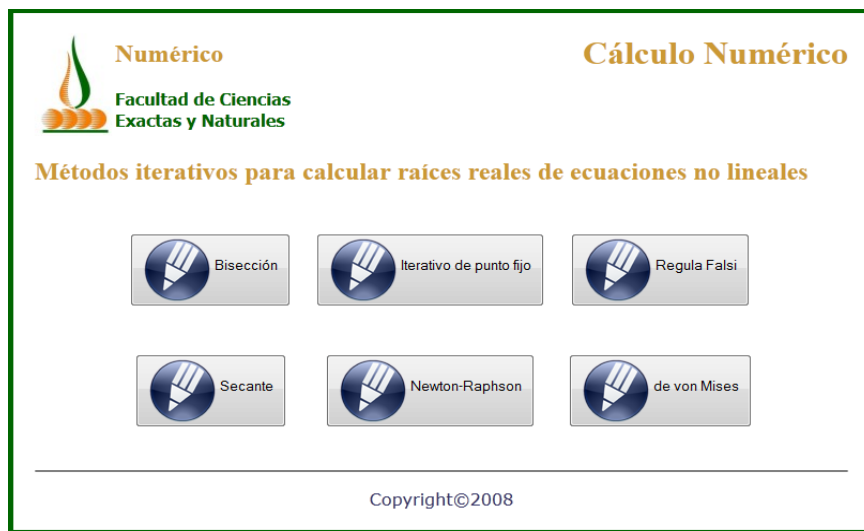 Numérico
Cálculo Numérico
Facultad de Ciencias
Exactas y Naturales
Métodos iterativos para calcular raíces reales de ecuaciones no lineales
Bisección
Iterativo de punto fijo
Regula Falsi
Secante
Newton-Raphson
de von Mises
Copyright©2008